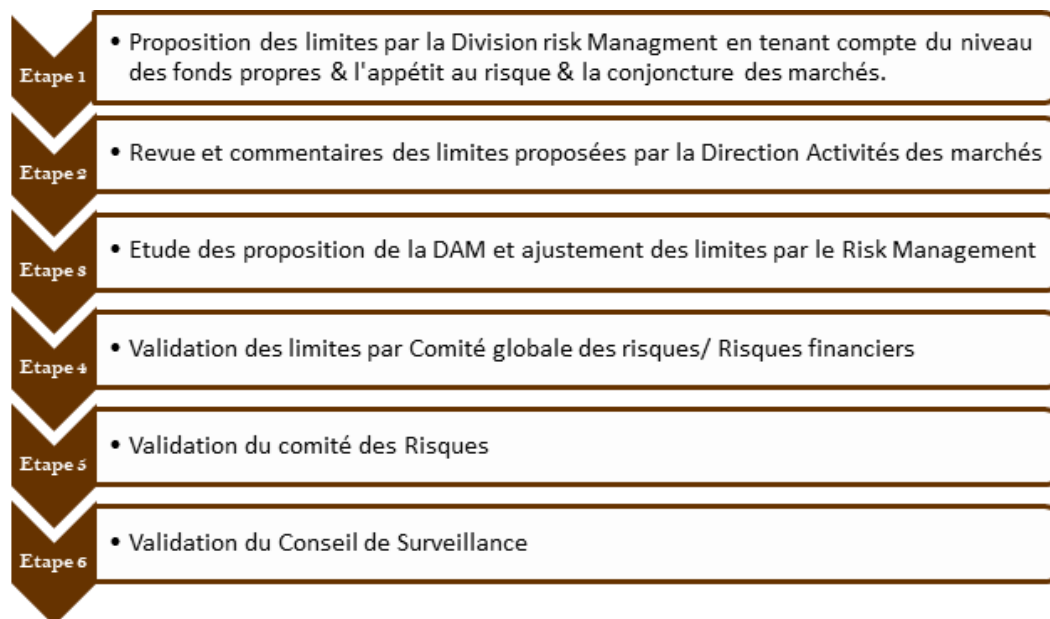 Etape 1
• Proposition des limites par la Division risk Managment en tenant compte du niveau
des fonds propres & l'appétit au risque & la conjoncture des marchés.
Etape 2
• Revue et commentaires des limites proposées par la Direction Activités des marchés
Etape 3
• Etude des proposition de la DAM et ajustement des limites par le Risk Management
Etape 4
• Validation des limites par Comité globale des risques/ Risques financiers
Etape 5
• Validation du comité des Risques
Etape 6
• Validation du Conseil de Surveillance